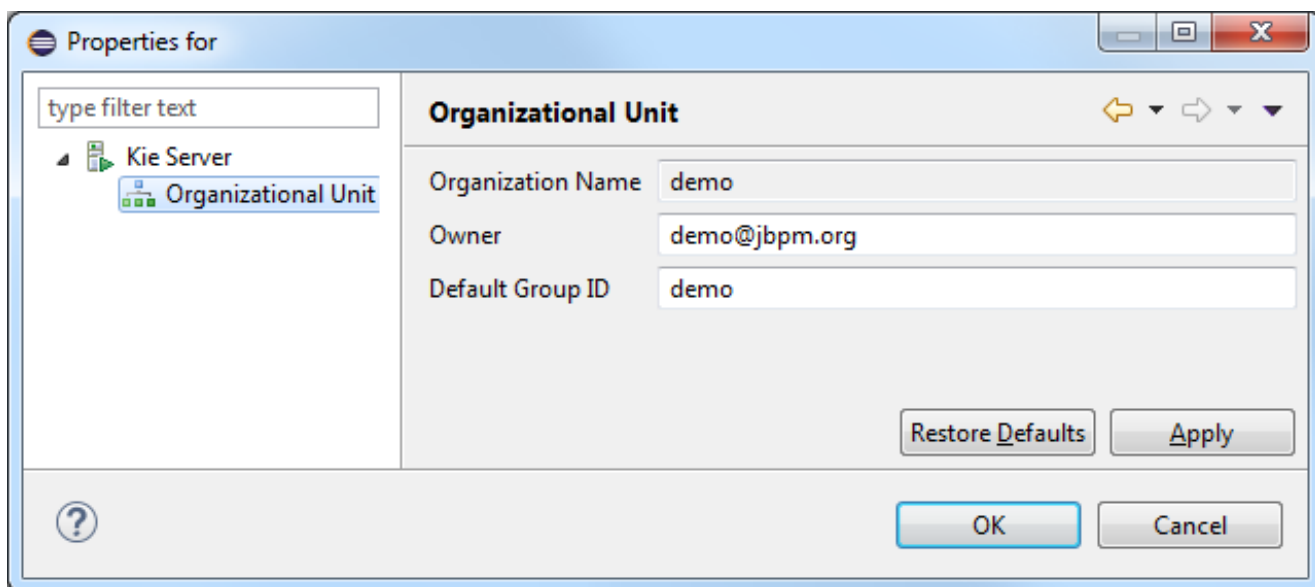 Properties for
type filter text
Kie Server
Organizational Unit
Organizational Unit
Organization Name demo
Owner demo@jbpm.org
Default Group ID demo
Restore Defaults Apply
OK Cancel